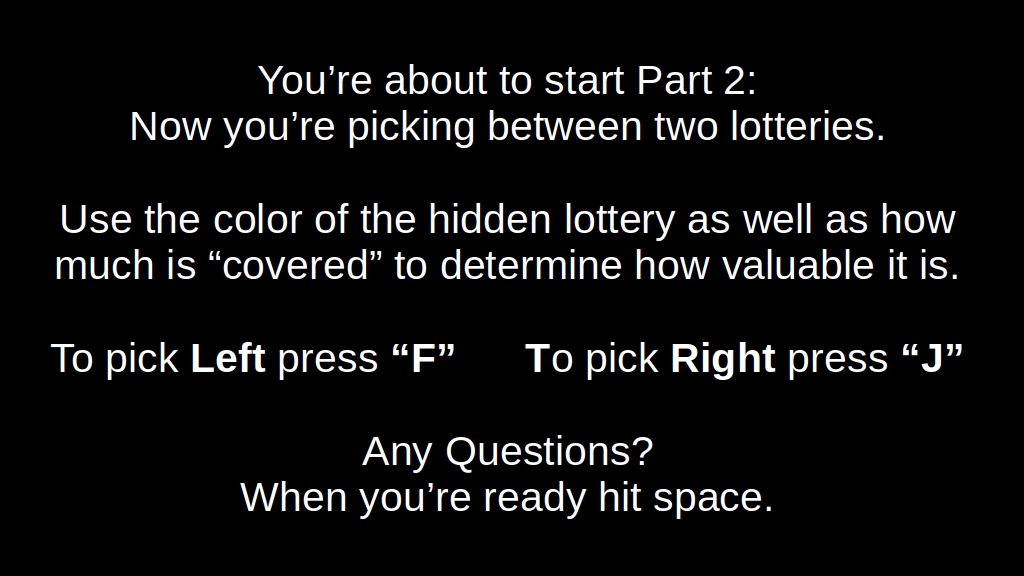 You’re about to start Part 2:
Now you’re picking between two lotteries.
Use the color of the hidden lottery as well as how
much is “covered” to determine how valuable it is.
To pick Left press “F” To pick Right press “J”
Any Questions?
When you’re ready hit space.